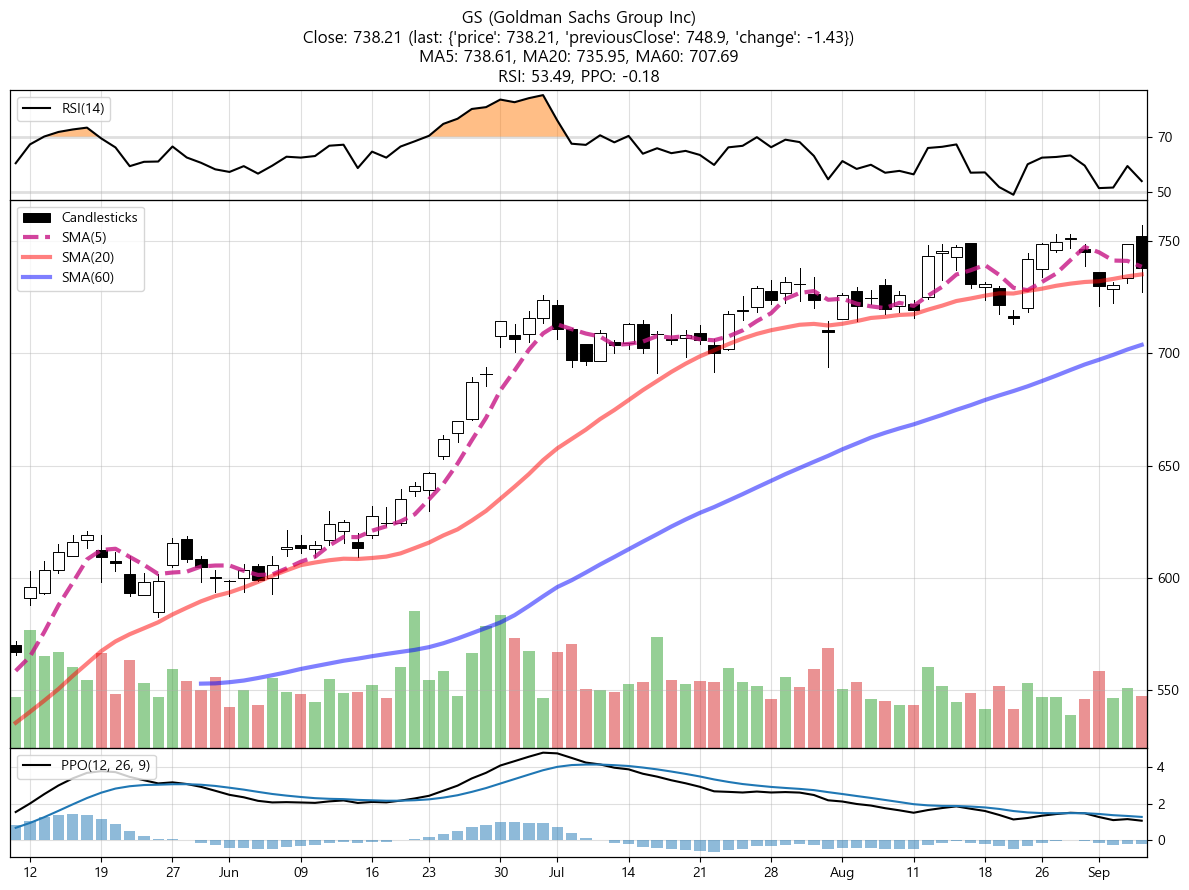 GS (Goldman Sachs Group Inc)
Close: 738.21 (last: {'price': 738.21, 'previousClose': 748.9, 'change': -1.43})
MA5: 738.61, MA20: 735.95, MA60: 707.69
RSI: 53.49, PPO: -0.18
RSI(14)
70
50
Candlesticks
SMA(5)
SMA(20)
SMA(60)
750
700
650
600
550
PPO(12, 26, 9)
4
2
0
12 19 27 Jun 09 16 23 30 Jul 14 21 28 Aug 11 18 26 Sep